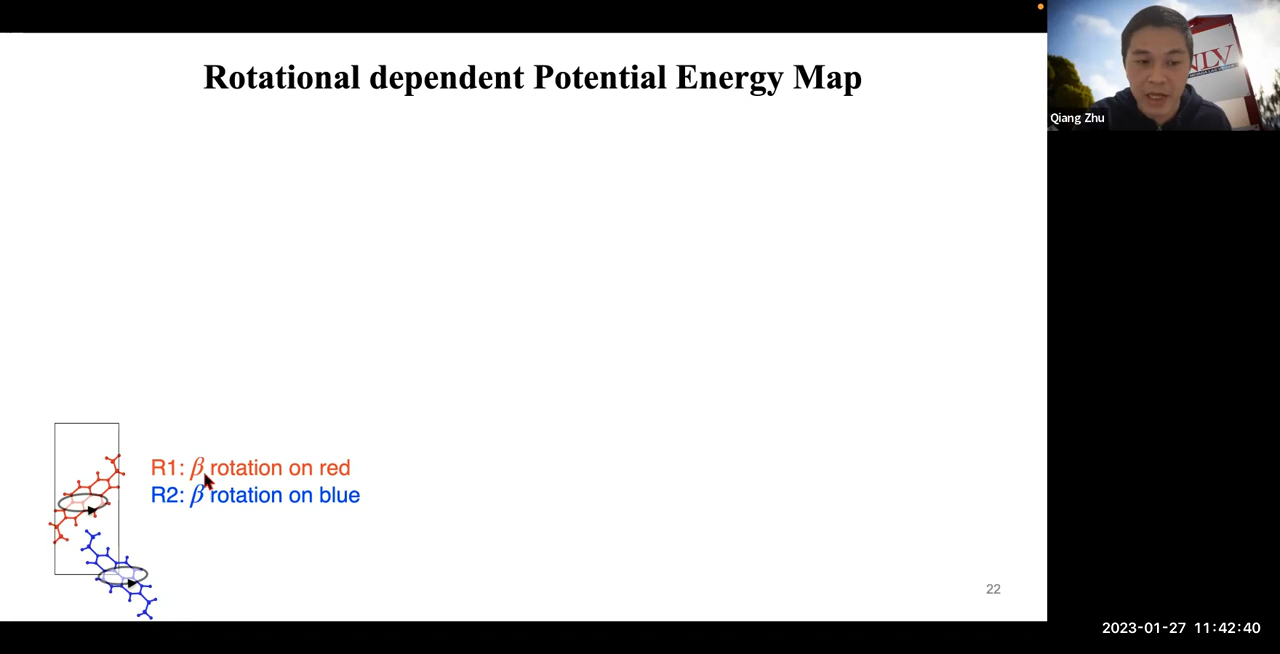 Rotational dependent Potential Energy Map
NLV
Qiang Zhu
R1: β rotation on red
R2: β rotation on blue
22
2023-01-27 11:42:40